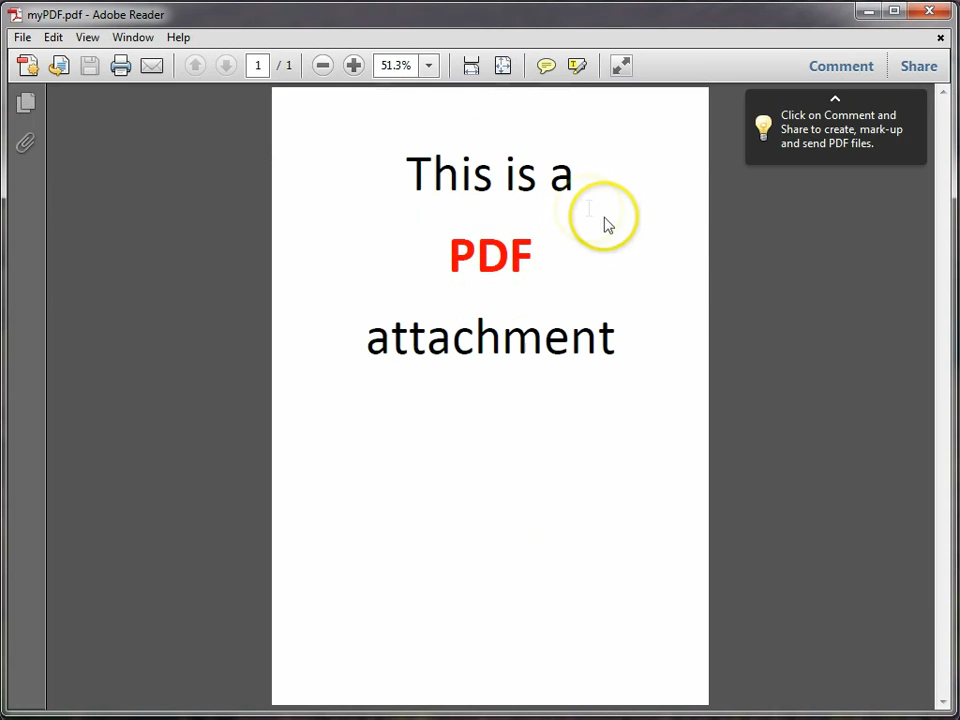 myPDF.pdf - Adobe Reader
File Edit View Window Help
1 / 1 51.3% Comment Share
Click on Comment and
Share to create, mark-up
and send PDF files.
This is a
PDF
attachment